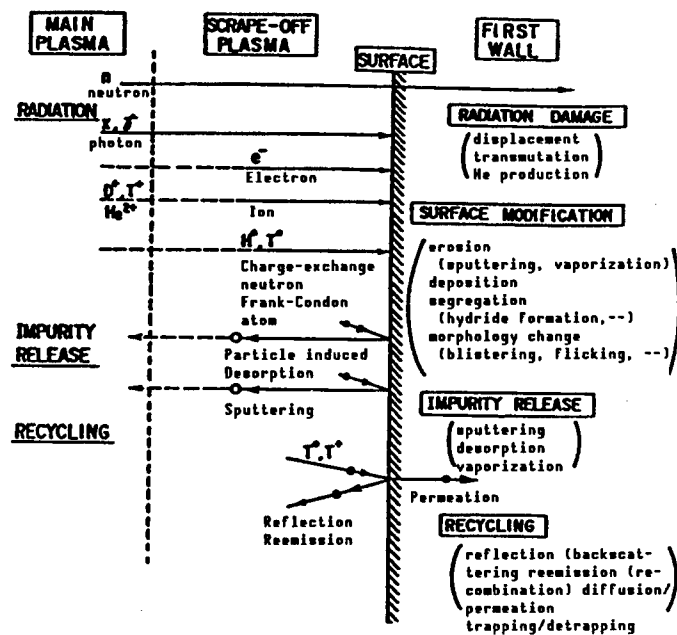 MAIN
PLASMA
SCRAPE-OFF
PLASMA
SURFACE
FIRST
WALL
n
neutron
RADIATION
X, γ
photon
e⁻
Electron
D⁺, T⁺
He²⁺
Ion
H⁰, T⁰
Charge-exchange
neutron
Frank-Condon
atom
IMPURITY
RELEASE
Particle induced
Desorption
Sputtering
RECYCLING
T⁰, T⁺
Reflection
Reemission
Permeation
RADIATION DAMAGE
displacement
transmutation
He production
SURFACE MODIFICATION
erosion
(sputtering, vaporization)
deposition
segregation
(hydride formation,--)
morphology change
(blistering, flicking, --)
IMPURITY RELEASE
sputtering
desorption
vaporization
RECYCLING
reflection (backscat-
tering reemission (re-
combination) diffusion/
permeation
trapping/detrapping